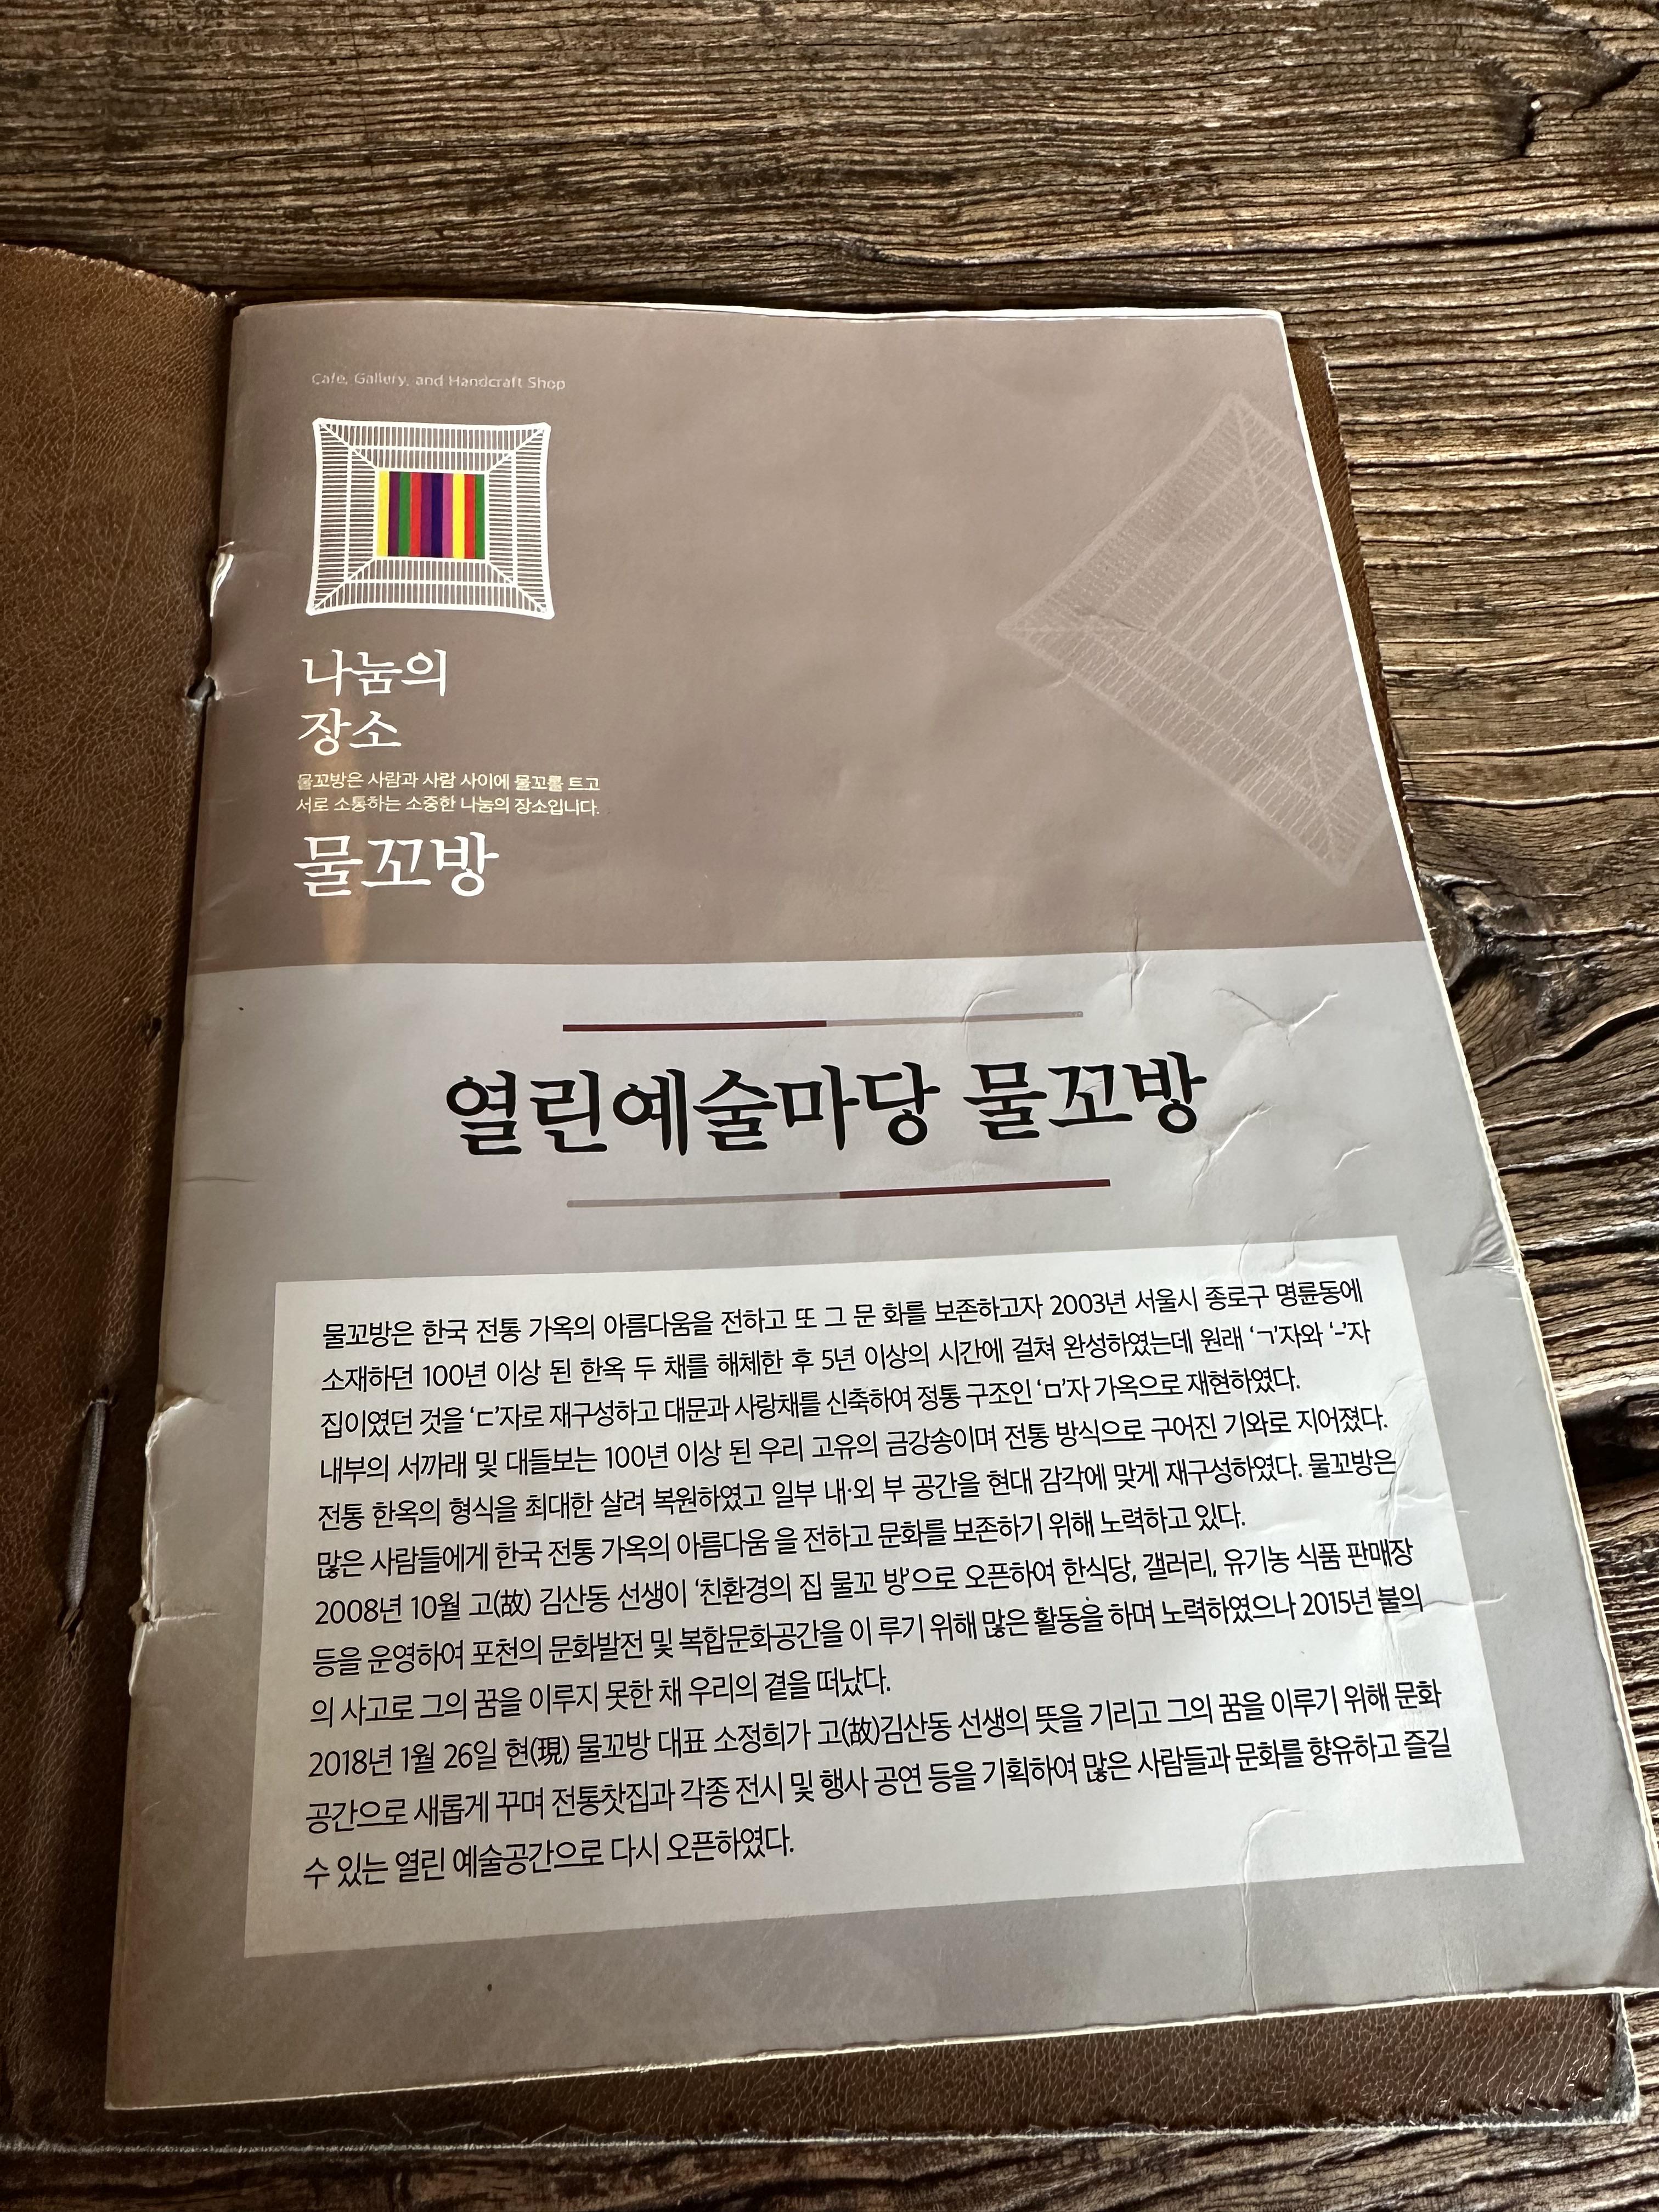 Cafe, Gallery, and Handcraft Shop
나눔의
장소
물꼬방은 사람과 사람 사이에 물꼬를 트고
서로 소통하는 소중한 나눔의 장소입니다.
물꼬방
열린예술마당 물꼬방
물꼬방은 한국 전통 가옥의 아름다움을 전하고 또 그 문 화를 보존하고자 2003년 서울시 종로구 명륜동에
소재하던 100년 이상 된 한옥 두 채를 해체한 후 5년 이상의 시간에 걸쳐 완성하였는데 원래 ‘ㄱ’자와 ‘-’자
집이였던 것을 ‘ㄷ’자로 재구성하고 대문과 사랑채를 신축하여 정통 구조인 ‘ㅁ’자 가옥으로 재현하였다.
내부의 서까래 및 대들보는 100년 이상 된 우리 고유의 금강송이며 전통 방식으로 구어진 기와로 지어졌다.
전통 한옥의 형식을 최대한 살려 복원하였고 일부 내·외 부 공간을 현대 감각에 맞게 재구성하였다. 물꼬방은
많은 사람들에게 한국 전통 가옥의 아름다움 을 전하고 문화를 보존하기 위해 노력하고 있다.
2008년 10월 고(故) 김산동 선생이 ‘친환경의 집 물꼬 방’으로 오픈하여 한식당, 갤러리, 유기농 식품 판매장
등을 운영하여 포천의 문화발전 및 복합문화공간을 이 루기 위해 많은 활동을 하며 노력하였으나 2015년 불의
의 사고로 그의 꿈을 이루지 못한 채 우리의 곁을 떠났다.
2018년 1월 26일 현(現) 물꼬방 대표 소정희가 고(故)김산동 선생의 뜻을 기리고 그의 꿈을 이루기 위해 문화
공간으로 새롭게 꾸며 전통찻집과 각종 전시 및 행사 공연 등을 기획하여 많은 사람들과 문화를 향유하고 즐길
수 있는 열린 예술공간으로 다시 오픈하였다.